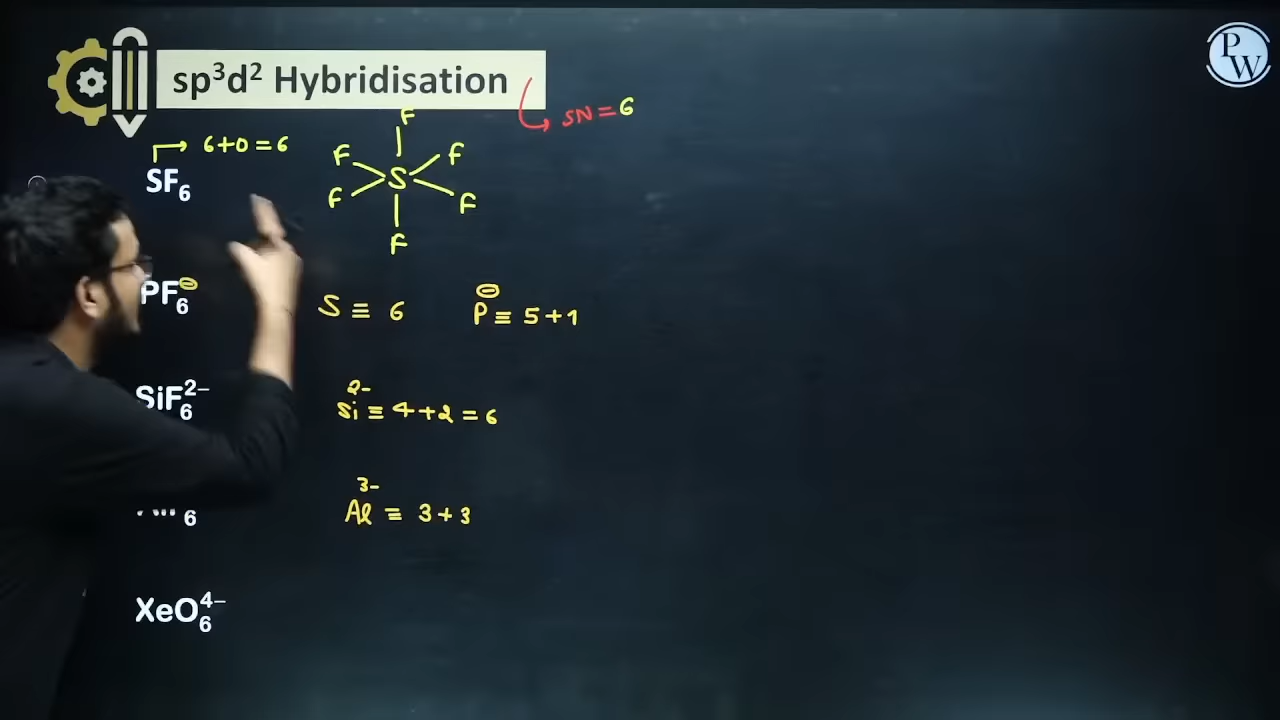 sp³d² Hybridisation
SN = 6
6+0 = 6
SF₆
F
F
F
S
F
F
F
PF₆⊖
S ≡ 6
P⊖ ≡ 5+1
SiF₆²⁻
Si²⁻ ≡ 4+2 = 6
₆
Al³⁻ ≡ 3+3
XeO₆⁴⁻
PW